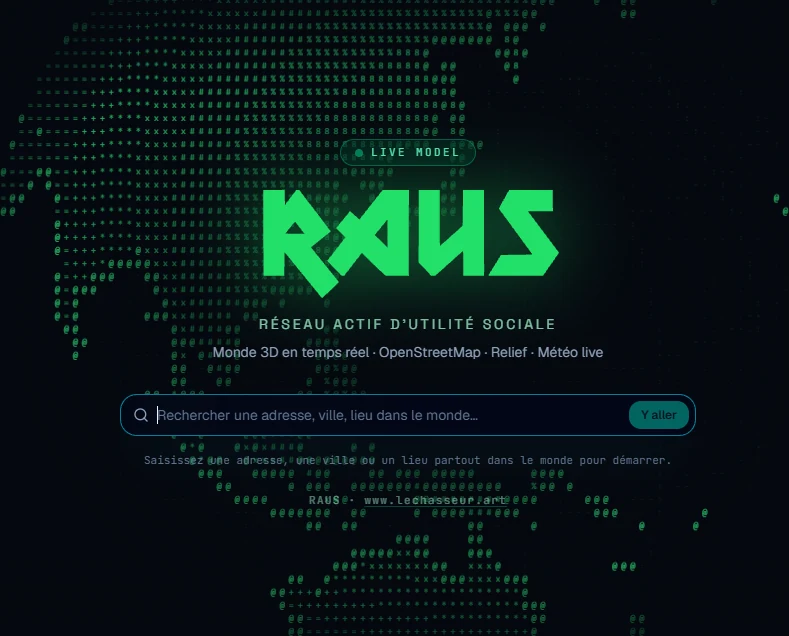 LIVE MODEL
RAUS
RÉSEAU ACTIF D'UTILITÉ SOCIALE
Monde 3D en temps réel · OpenStreetMap · Relief · Météo live
Rechercher une adresse, ville, lieu dans le monde…
Y aller
Saisissez une adresse, une ville ou un lieu partout dans le monde pour démarrer.
RAUS · www.lechasseur.art